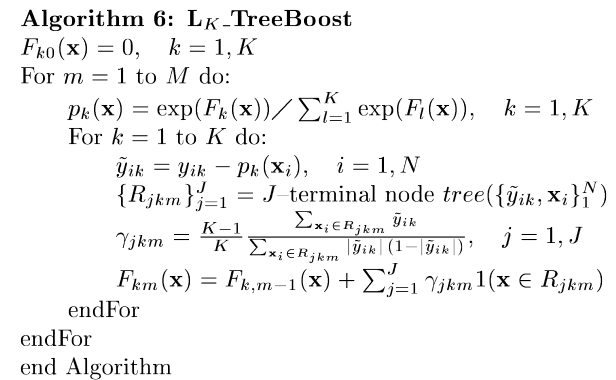 Algorithm 6: L_K_TreeBoost
F_{k0}(x) = 0, k = 1, K
For m = 1 to M do:
p_k(x) = exp(F_k(x)) / ∑_{l=1}^{K} exp(F_l(x)), k = 1, K
For k = 1 to K do:
ỹ_{ik} = y_{ik} − p_k(x_i), i = 1, N
{R_{jkm}}_{j=1}^{J} = J–terminal node tree({ỹ_{ik}, x_i}_1^N)
γ_{jkm} = \frac{K−1}{K} \frac{∑_{x_i∈R_{jkm}} ỹ_{ik}}{∑_{x_i∈R_{jkm}} |ỹ_{ik}| (1−|ỹ_{ik}|)}, j = 1, J
F_{km}(x) = F_{k,m−1}(x) + ∑_{j=1}^{J} γ_{jkm}1(x ∈ R_{jkm})
endFor
endFor
end Algorithm